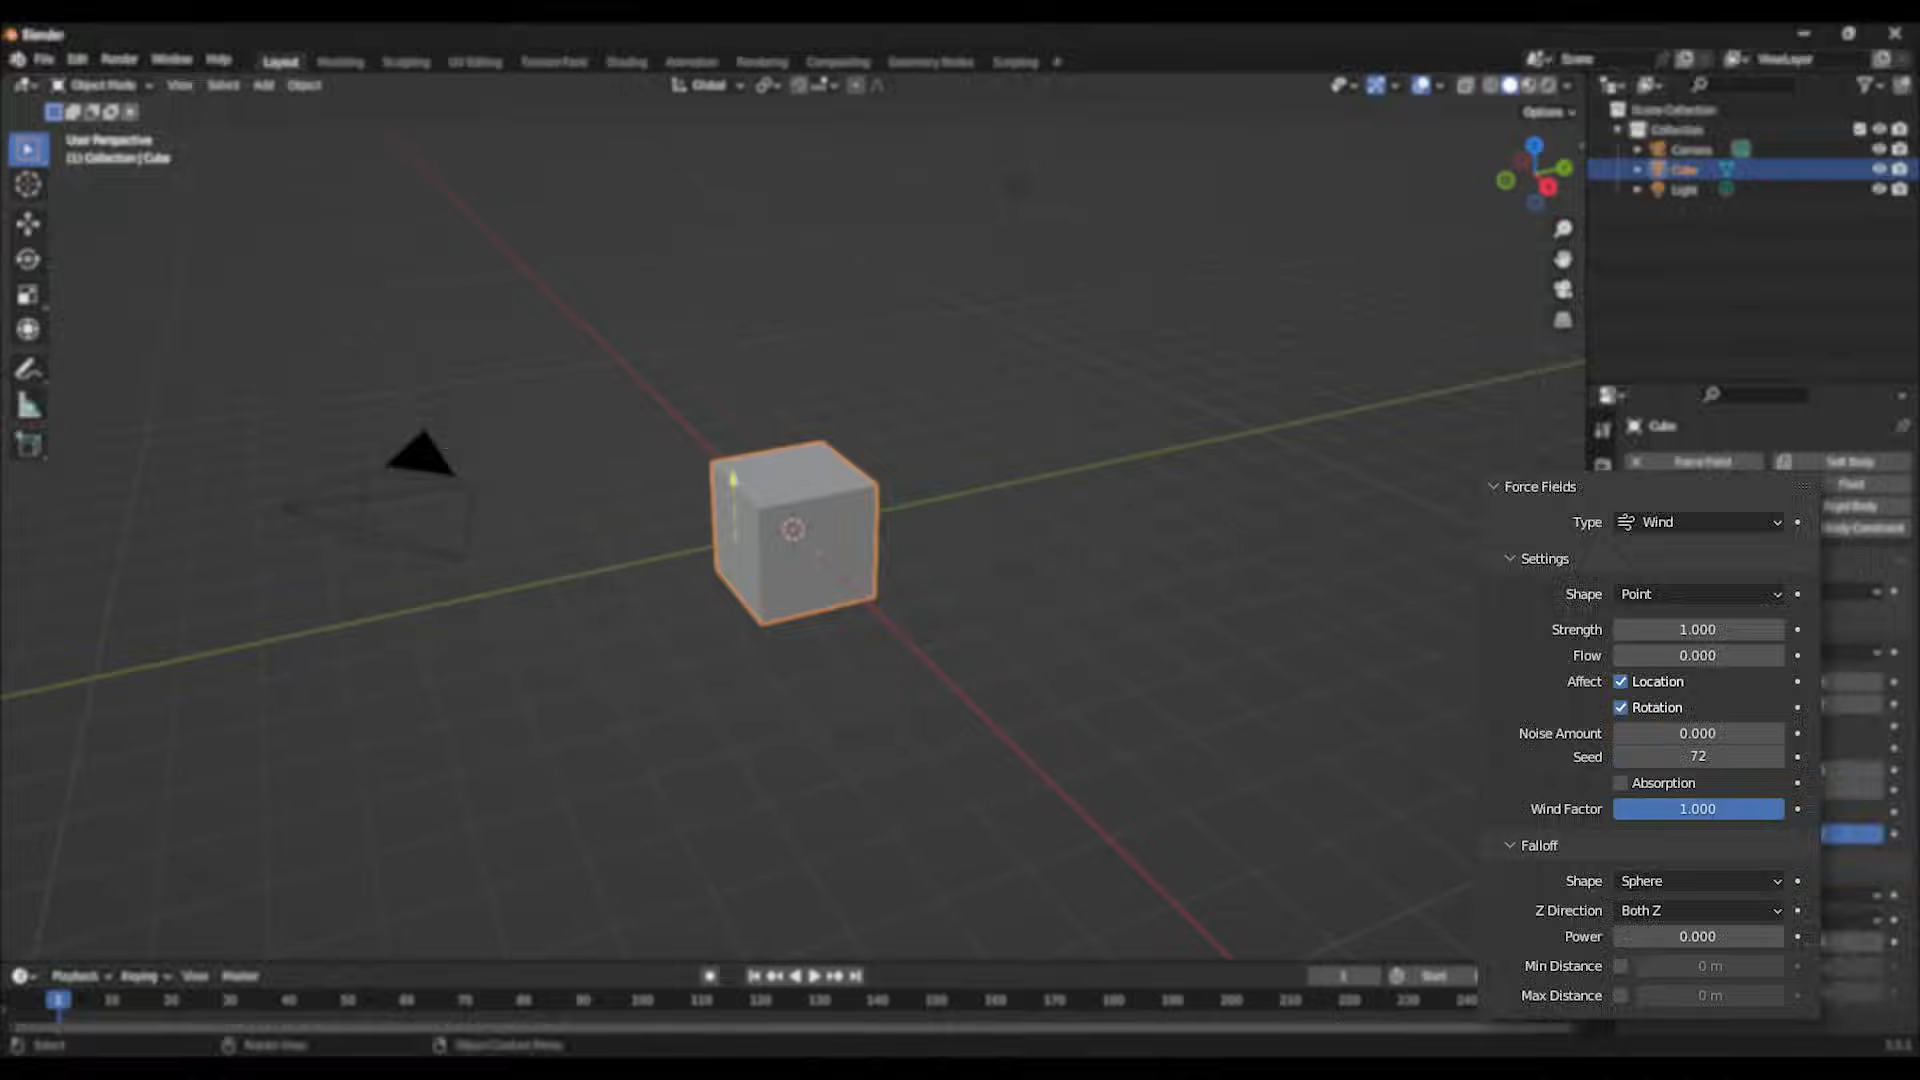 Blender
File Edit Render Window Help Layout Modeling Sculpting UV Editing Texture Paint Shading Animation Rendering Compositing Geometry Nodes Scripting +
Scene ViewLayer
Object Mode View Select Add Object Global
Options
User Perspective
(1) Collection | Cube
Scene Collection
Collection
Camera
Cube
Light
Cube
Force Field Soft Body
Fluid
Rigid Body
Force Fields
Type Wind
Settings
Shape Point
Strength 1.000
Flow 0.000
Affect Location
Rotation
Noise Amount 0.000
Seed 72
Absorption
Wind Factor 1.000
Falloff
Shape Sphere
Z Direction Both Z
Power 0.000
Min Distance 0 m
Max Distance 0 m
Playback Keying View Marker 1 Start
1 10 20 30 40 50 60 70 80 90 100 110 120 130 140 150 160 170 180 190 200 210 220 230 240
Select Rotate View Object Context Menu